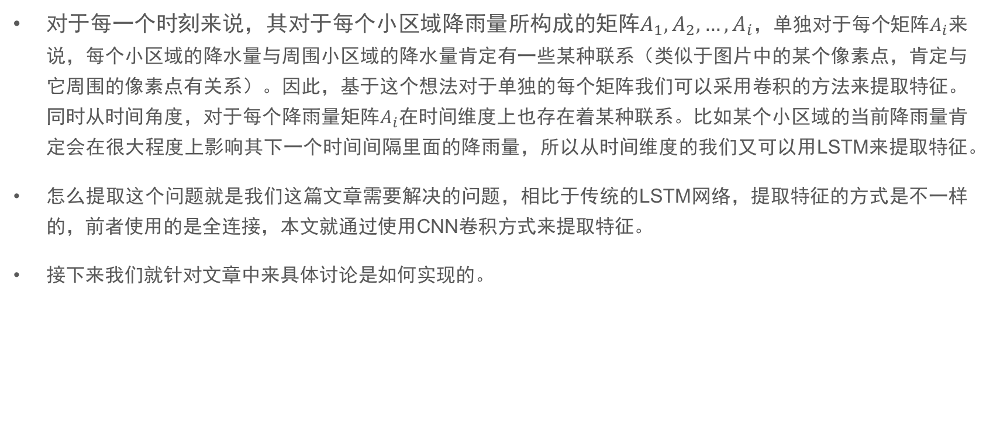 • 对于每一个时刻来说，其对于每个小区域降雨量所构成的矩阵A₁, A₂, … , Aᵢ，单独对于每个矩阵Aᵢ来
说，每个小区域的降水量与周围小区域的降水量肯定有一些某种联系（类似于图片中的某个像素点，肯定与
它周围的像素点有关系）。因此，基于这个想法对于单独的每个矩阵我们可以采用卷积的方法来提取特征。
同时从时间角度，对于每个降雨量矩阵Aᵢ在时间维度上也存在着某种联系。比如某个小区域的当前降雨量肯
定会在很大程度上影响其下一个时间间隔里面的降雨量，所以从时间维度的我们又可以用LSTM来提取特征。
• 怎么提取这个问题就是我们这篇文章需要解决的问题，相比于传统的LSTM网络，提取特征的方式是不一样
的，前者使用的是全连接，本文就通过使用CNN卷积方式来提取特征。
• 接下来我们就针对文章中来具体讨论是如何实现的。